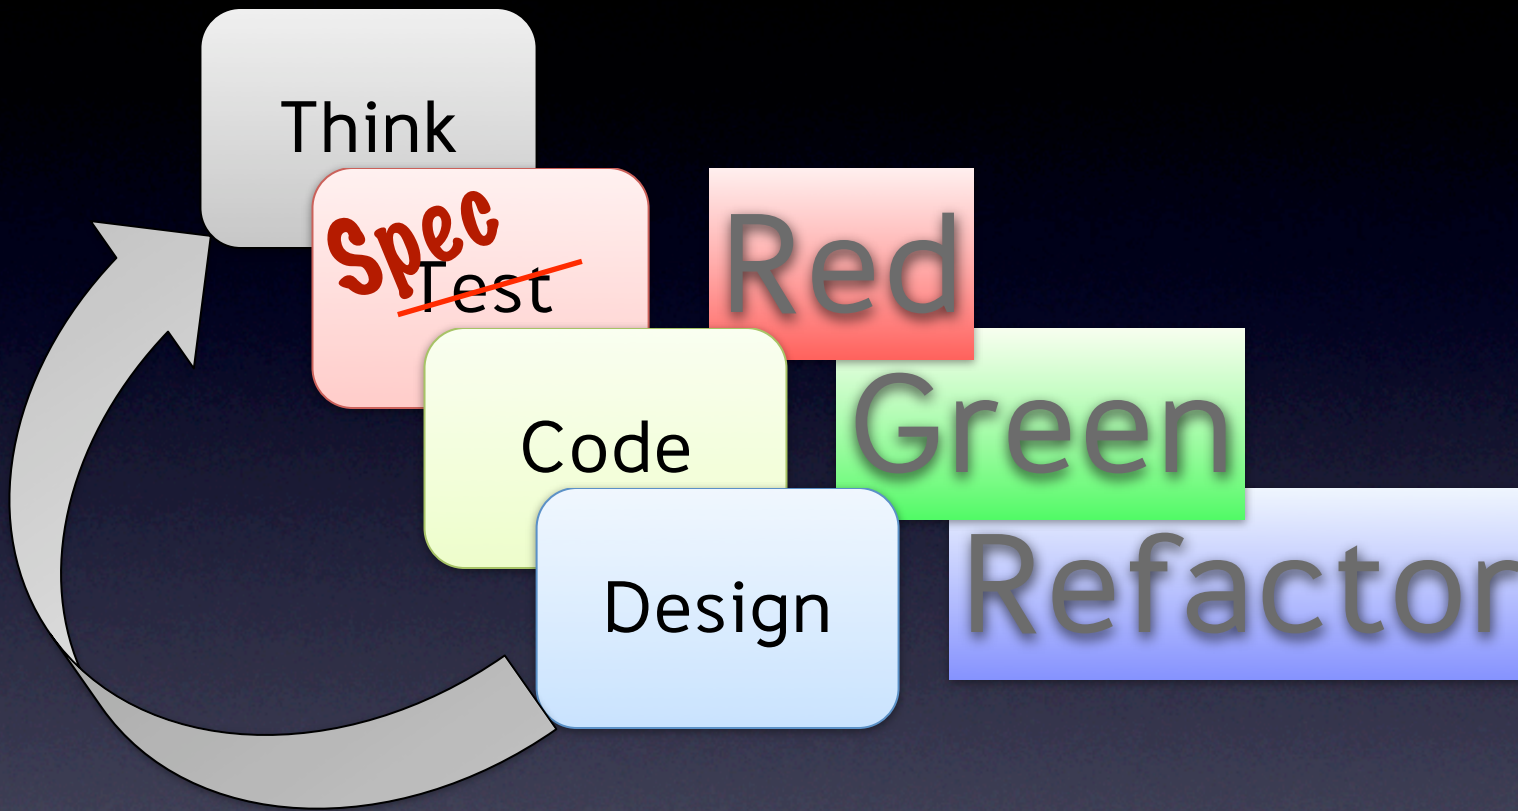 Think
Spec
Test
Red
Code
Green
Design
Refactor